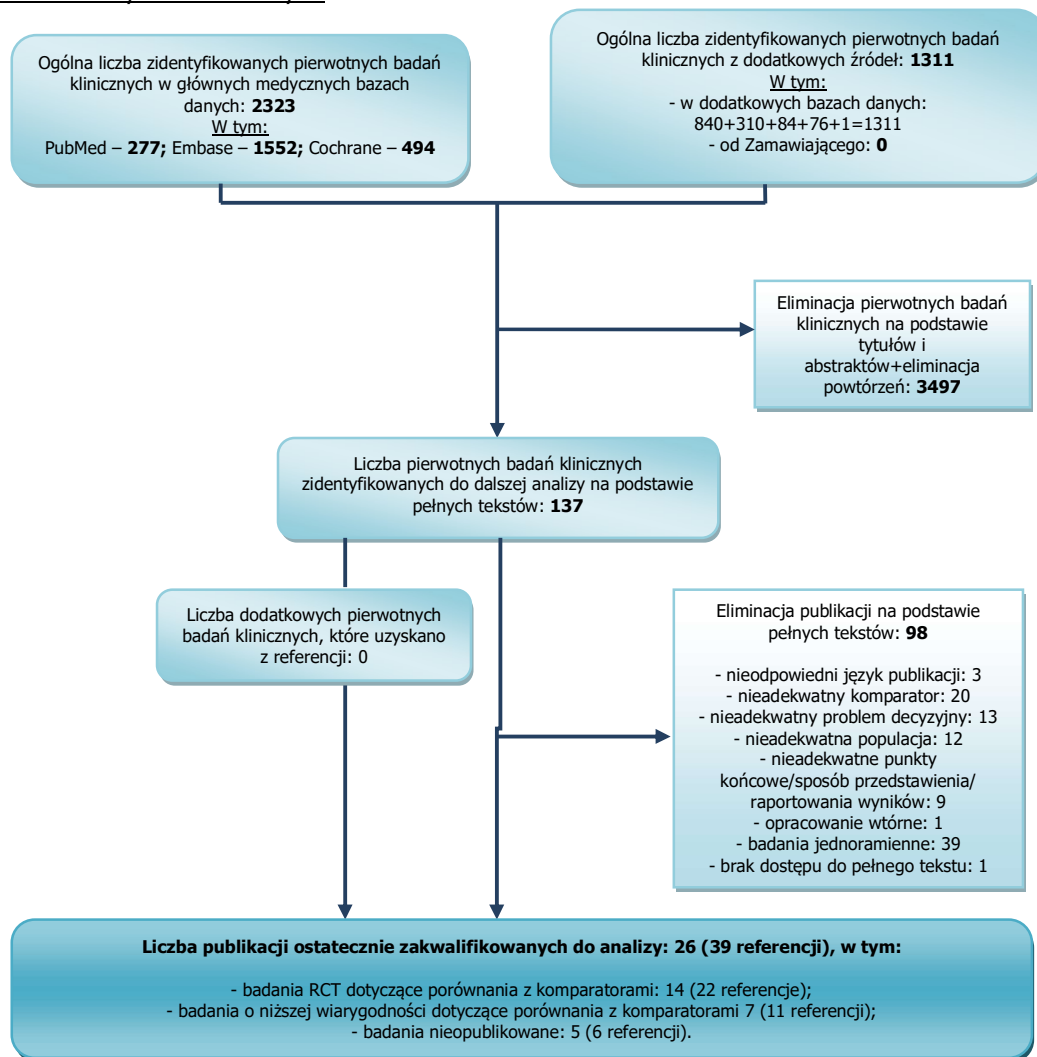 Ogólna liczba zidentyfikowanych pierwotnych badań
klinicznych w głównych medycznych bazach
danych: 2323
W tym:
PubMed – 277; Embase – 1552; Cochrane – 494
Ogólna liczba zidentyfikowanych pierwotnych badań
klinicznych z dodatkowych źródeł: 1311
W tym:
- w dodatkowych bazach danych:
840+310+84+76+1=1311
- od Zamawiającego: 0
Eliminacja pierwotnych badań
klinicznych na podstawie
tytułów i
abstraktów+eliminacja
powtórzeń: 3497
Liczba pierwotnych badań klinicznych
zidentyfikowanych do dalszej analizy na podstawie
pełnych tekstów: 137
Liczba dodatkowych pierwotnych
badań klinicznych, które uzyskano
z referencji: 0
Eliminacja publikacji na podstawie
pełnych tekstów: 98
- nieodpowiedni język publikacji: 3
- nieadekwatny komparator: 20
- nieadekwatny problem decyzyjny: 13
- nieadekwatna populacja: 12
- nieadekwatne punkty
końcowe/sposób przedstawienia/
raportowania wyników: 9
- opracowanie wtórne: 1
- badania jednoramienne: 39
- brak dostępu do pełnego tekstu: 1
Liczba publikacji ostatecznie zakwalifikowanych do analizy: 26 (39 referencji), w tym:
- badania RCT dotyczące porównania z komparatorami: 14 (22 referencje);
- badania o niższej wiarygodności dotyczące porównania z komparatorami 7 (11 referencji);
- badania nieopublikowane: 5 (6 referencji).